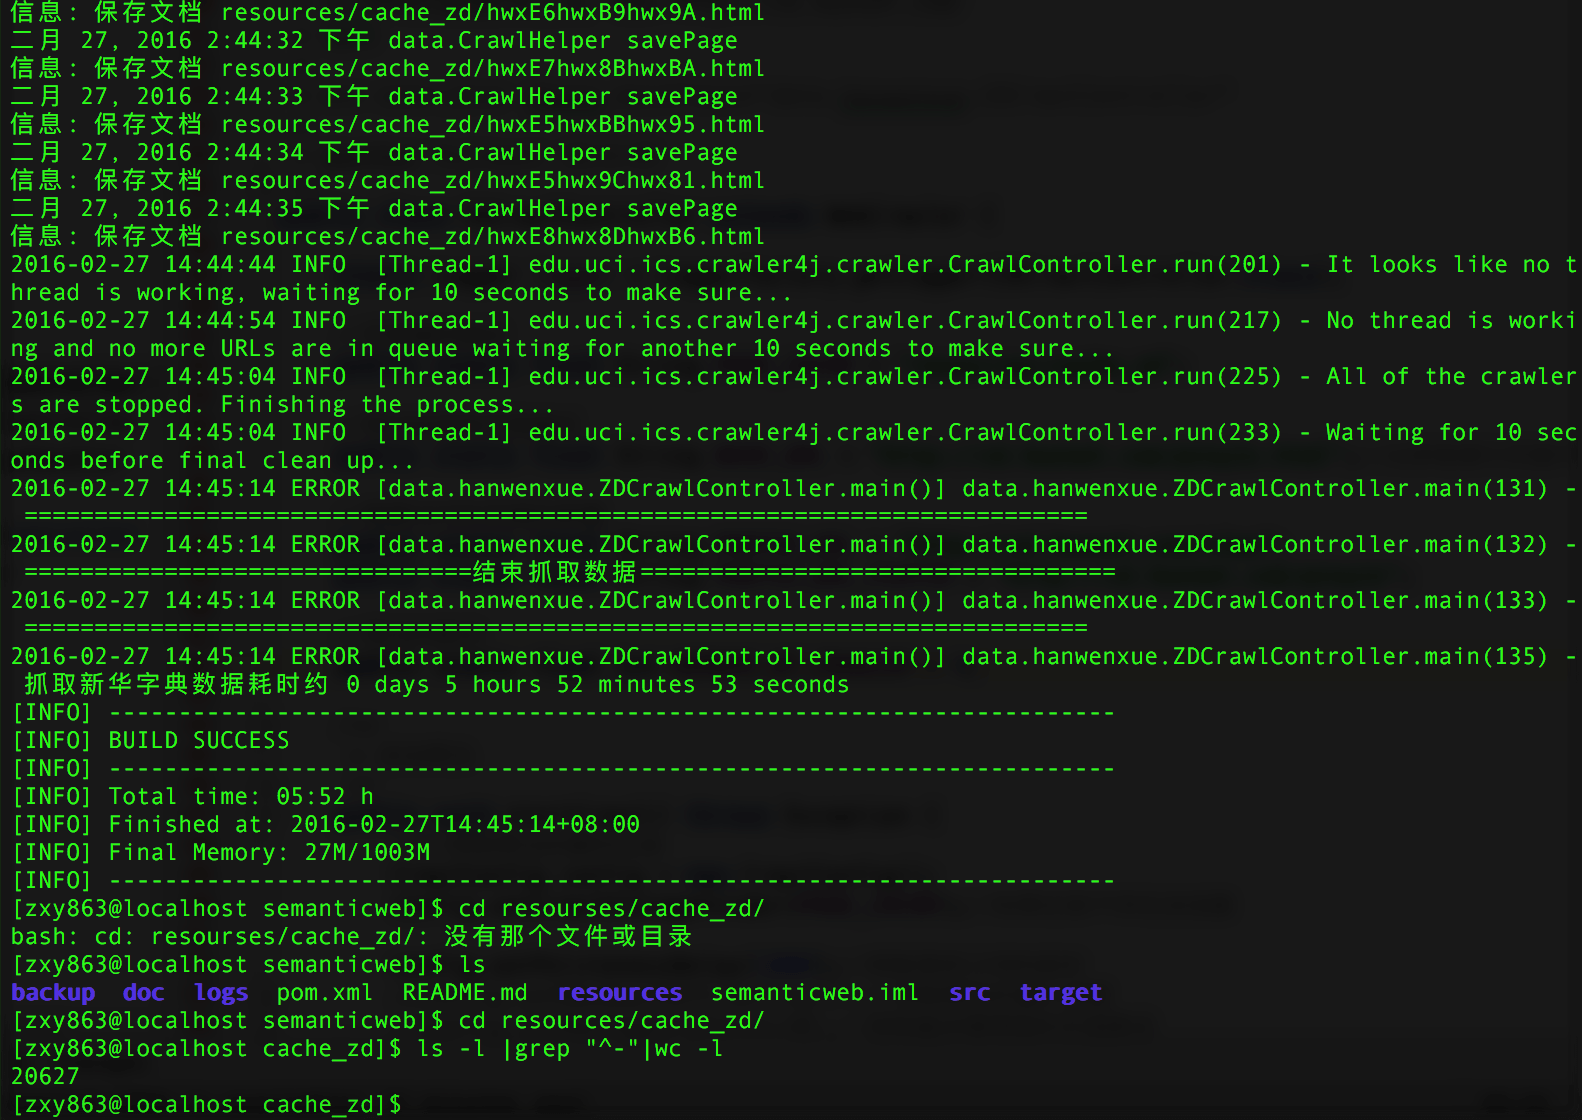 信息: 保存文档 resources/cache_zd/hwxE6hwxB9hwx9A.html
二月 27, 2016 2:44:32 下午 data.CrawlHelper savePage
信息: 保存文档 resources/cache_zd/hwxE7hwx8BhwxBA.html
二月 27, 2016 2:44:33 下午 data.CrawlHelper savePage
信息: 保存文档 resources/cache_zd/hwxE5hwxBBhwx95.html
二月 27, 2016 2:44:34 下午 data.CrawlHelper savePage
信息: 保存文档 resources/cache_zd/hwxE5hwx9Chwx81.html
二月 27, 2016 2:44:35 下午 data.CrawlHelper savePage
信息: 保存文档 resources/cache_zd/hwxE8hwx8DhwxB6.html
2016-02-27 14:44:44 INFO  [Thread-1] edu.uci.ics.crawler4j.crawler.CrawlController.run(201) - It looks like no t
hread is working, waiting for 10 seconds to make sure...
2016-02-27 14:44:54 INFO  [Thread-1] edu.uci.ics.crawler4j.crawler.CrawlController.run(217) - No thread is worki
ng and no more URLs are in queue waiting for another 10 seconds to make sure...
2016-02-27 14:45:04 INFO  [Thread-1] edu.uci.ics.crawler4j.crawler.CrawlController.run(225) - All of the crawler
s are stopped. Finishing the process...
2016-02-27 14:45:04 INFO  [Thread-1] edu.uci.ics.crawler4j.crawler.CrawlController.run(233) - Waiting for 10 sec
onds before final clean up...
2016-02-27 14:45:14 ERROR [data.hanwenxue.ZDCrawlController.main()] data.hanwenxue.ZDCrawlController.main(131) -
 ============================================================================
2016-02-27 14:45:14 ERROR [data.hanwenxue.ZDCrawlController.main()] data.hanwenxue.ZDCrawlController.main(132) -
 ================================结束抓取数据==================================
2016-02-27 14:45:14 ERROR [data.hanwenxue.ZDCrawlController.main()] data.hanwenxue.ZDCrawlController.main(133) -
 ============================================================================
2016-02-27 14:45:14 ERROR [data.hanwenxue.ZDCrawlController.main()] data.hanwenxue.ZDCrawlController.main(135) -
 抓取新华字典数据耗时约 0 days 5 hours 52 minutes 53 seconds
[INFO] ------------------------------------------------------------------------
[INFO] BUILD SUCCESS
[INFO] ------------------------------------------------------------------------
[INFO] Total time: 05:52 h
[INFO] Finished at: 2016-02-27T14:45:14+08:00
[INFO] Final Memory: 27M/1003M
[INFO] ------------------------------------------------------------------------
[zxy863@localhost semanticweb]$ cd resourses/cache_zd/
bash: cd: resourses/cache_zd/: 没有那个文件或目录
[zxy863@localhost semanticweb]$ ls
backup  doc  logs  pom.xml  README.md  resources  semanticweb.iml  src  target
[zxy863@localhost semanticweb]$ cd resources/cache_zd/
[zxy863@localhost cache_zd]$ ls -l |grep "^-"|wc -l
20627
[zxy863@localhost cache_zd]$